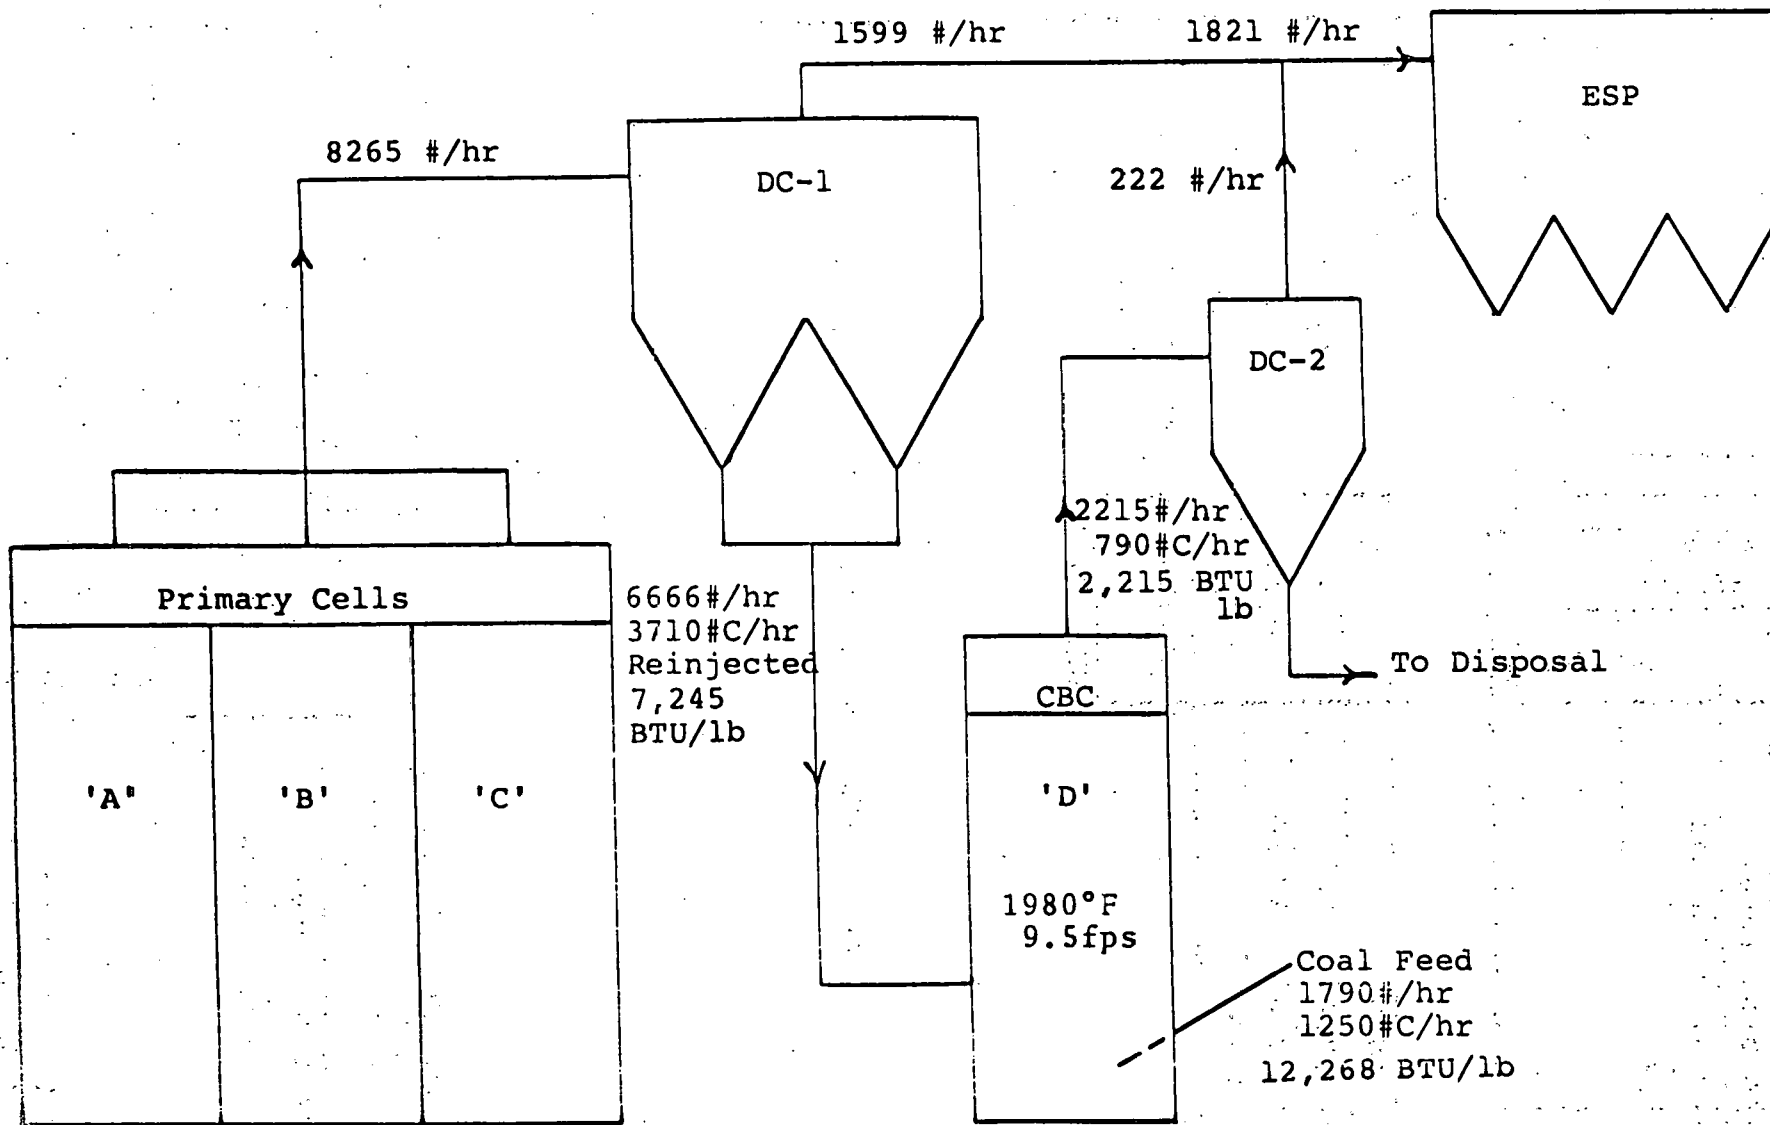 1599 #/hr
1821 #/hr
ESP
8265 #/hr
DC-1
222 #/hr
DC-2
2215#/hr
790#C/hr
2,215 BTU
lb
Primary Cells
6666#/hr
3710#C/hr
Reinjected
7,245
BTU/lb
To Disposal
CBC
'A"
'B'
'C'
'D'
1980°F
9.5fps
Coal Feed
1790#/hr
1250#C/hr
12,268 BTU/lb